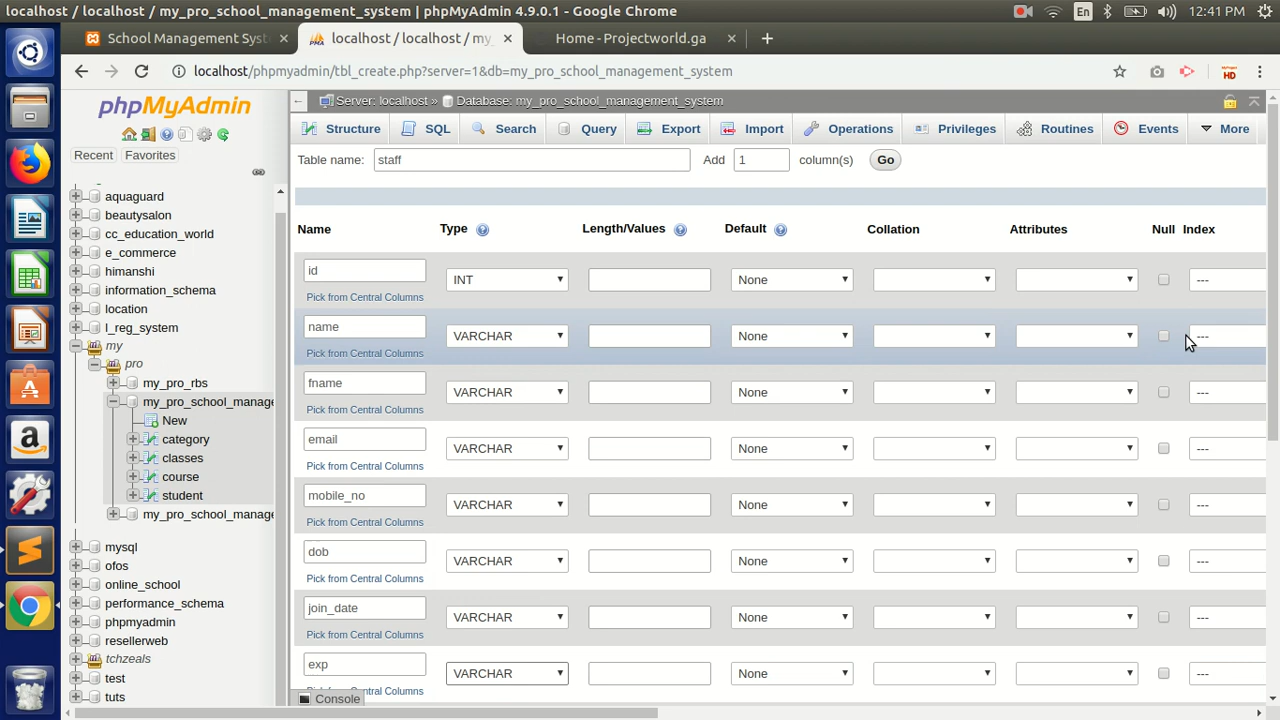 localhost / localhost / my_pro_school_management_system | phpMyAdmin 4.9.0.1 - Google Chrome
En
12:41 PM
School Management Syst
localhost / localhost / my_
Home - Projectworld.ga
localhost/phpmyadmin/tbl_create.php?server=1&db=my_pro_school_management_system
HD
phpMyAdmin
Recent
Favorites
aquaguard
beautysalon
cc_education_world
e_commerce
himanshi
information_schema
location
l_reg_system
my
pro
my_pro_rbs
my_pro_school_manage
New
category
classes
course
student
my_pro_school_manage
mysql
ofos
online_school
performance_schema
phpmyadmin
resellerweb
tchzeals
test
tuts
Server: localhost » Database: my_pro_school_management_system
Structure SQL Search Query Export Import Operations Privileges Routines Events More
Table name: staff Add 1 column(s) Go
Name Type Length/Values Default Collation Attributes Null Index
id INT None ---
Pick from Central Columns
name VARCHAR None ---
Pick from Central Columns
fname VARCHAR None ---
Pick from Central Columns
email VARCHAR None ---
Pick from Central Columns
mobile_no VARCHAR None ---
Pick from Central Columns
dob VARCHAR None ---
Pick from Central Columns
join_date VARCHAR None ---
Pick from Central Columns
exp VARCHAR None ---
Pick from Central Columns
Console